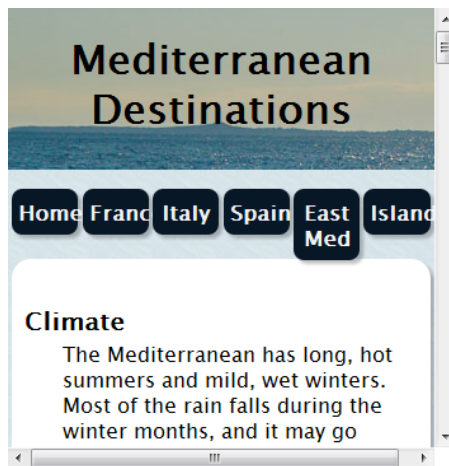 Mediterranean
Destinations
Home Franc Italy Spain East Med Island
Climate
The Mediterranean has long, hot
summers and mild, wet winters.
Most of the rain falls during the
winter months, and it may go